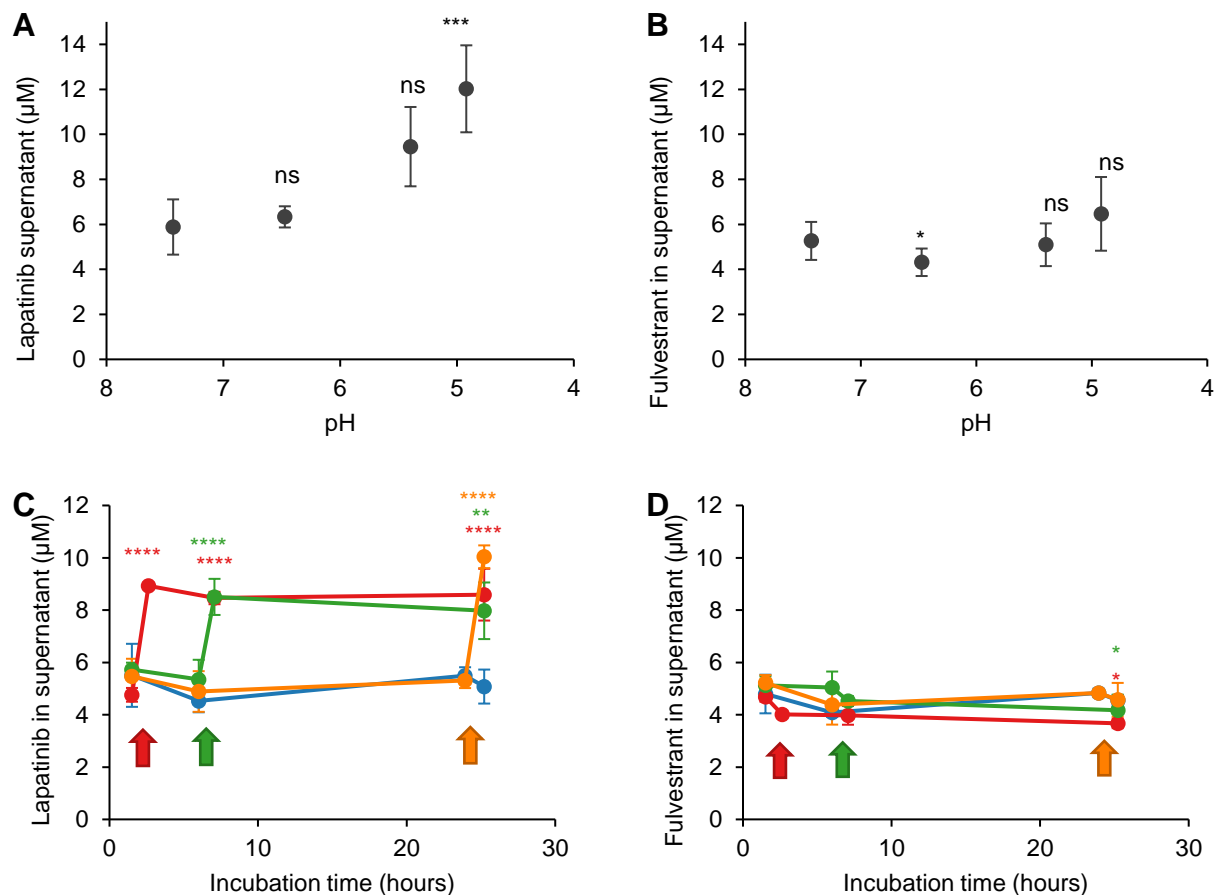 A
Lapatinib supernatant (µM)
14
12
10
8
6
4
2
0
***
ns
ns
8 7 6 5 4
pH
B
Fulvestrant in supernatant (µM)
14
12
10
8
6
4
2
0
*
ns
ns
8 7 6 5 4
pH
C
Lapatinib in supernatant (µM)
12
10
8
6
4
2
0
****
****
****
****
**
****
0 10 20 30
Incubation time (hours)
D
Fulvestrant in supernatant (µM)
12
10
8
6
4
2
0
*
*
0 10 20 30
Incubation time (hours)